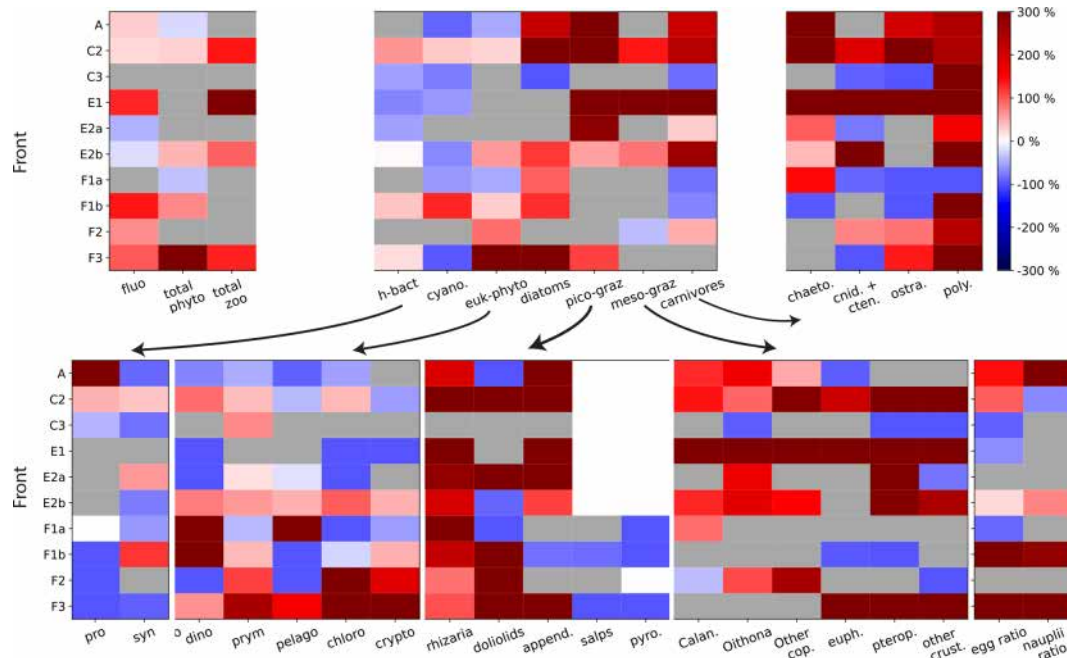 A
C2
C3
E1
E2a
E2b
F1a
F1b
F2
F3
Front
fluo
total
phyto.
total
zoo
h-bact
cyano.
euk-phyto
diatoms
pico-graz
meso-graz
carnivores
chaeto.
cnid. +
cten.
ostra.
poly.
300 %
200 %
100 %
0 %
-100 %
-200 %
-300 %
A
C2
C3
E1
E2a
E2b
F1a
F1b
F2
F3
Front
pro
syn
o
dino
prym
pelago
chloro
crypto
rhizaria
doliolids
append.
salps
pyro.
Calan.
Oithona
Other
cop.
euph.
pterop.
other
crust.
egg ratio
nauplii
ratio